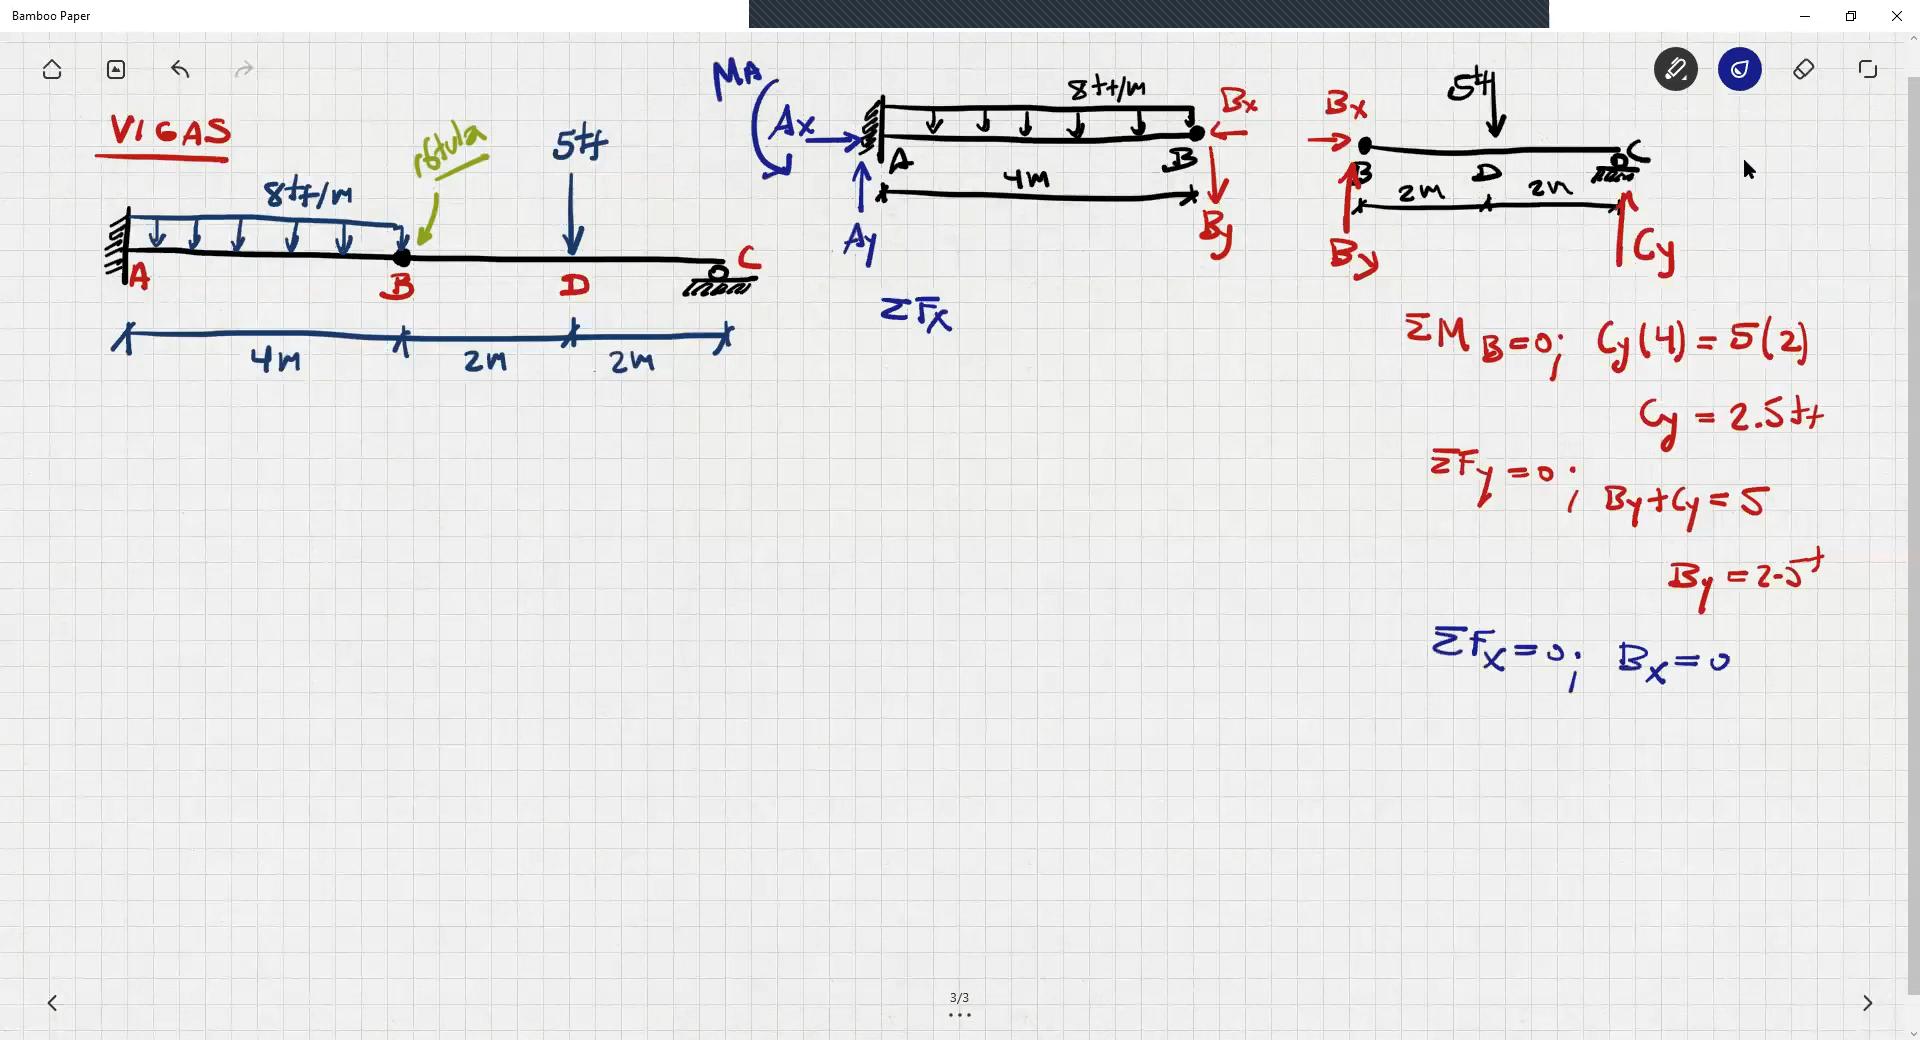 Bamboo Paper
VIGAS
8tf/m
rótula
5tf
A
B
D
C
4m
2m
2m
MA
Ax
Ay
8tf/m
A
B
4m
Bx
By
ΣFx
Bx
5tf
B
D
C
2m
2m
By
Cy
ΣMB=0; Cy(4) = 5(2)
Cy = 2.5tf
ΣFy=0; By+Cy=5
By=2.5t
ΣFx=0; Bx=0
3/3